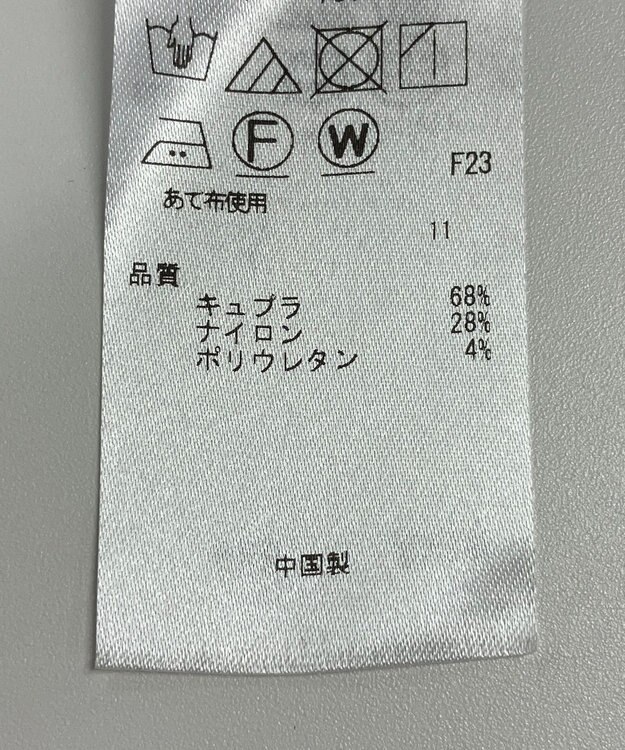 F W
F23
あて布使用
11
品質
キュプラ 68%
ナイロン 28%
ポリウレタン 4%
中国製